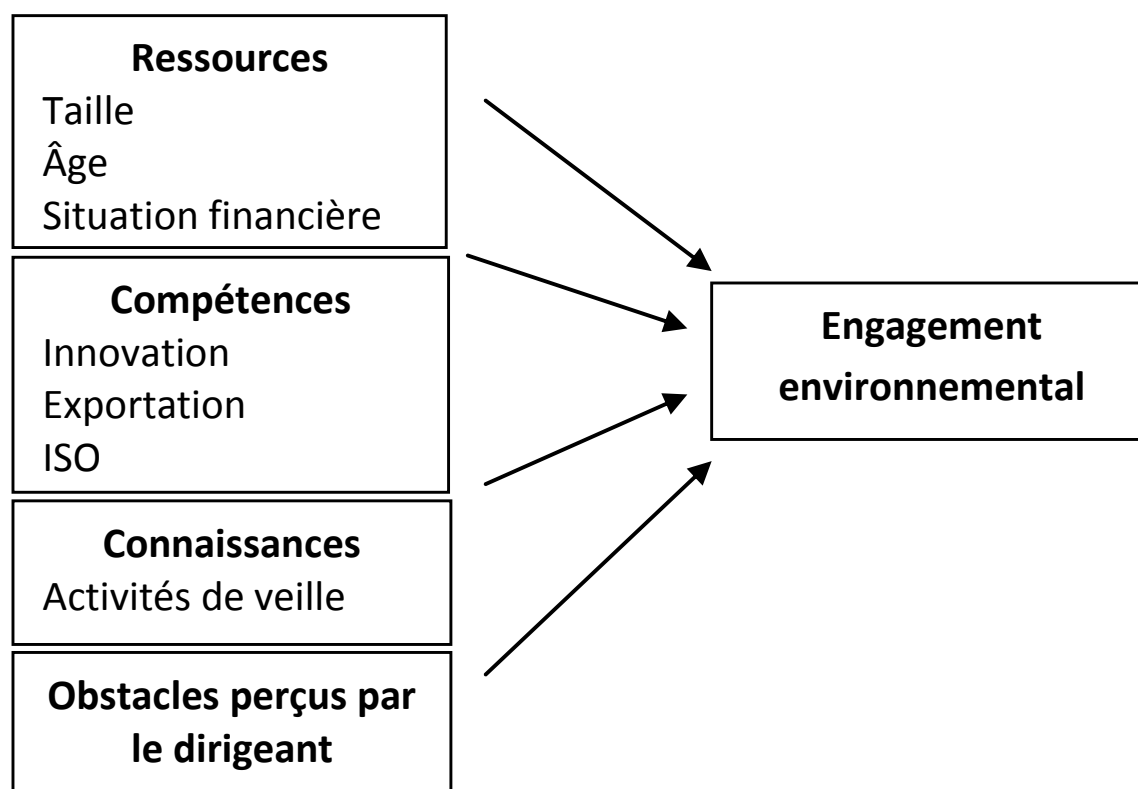 Ressources
Taille
Âge
Situation financière
Compétences
Innovation
Exportation
ISO
Connaissances
Activités de veille
Obstacles perçus par
le dirigeant
Engagement
environnemental